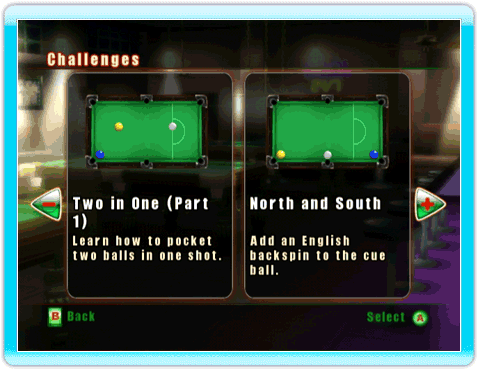 Challenges
Two in One (Part
1)
Learn how to pocket
two balls in one shot.
North and South
Add an English
backspin to the cue
ball.
B Back
Select A